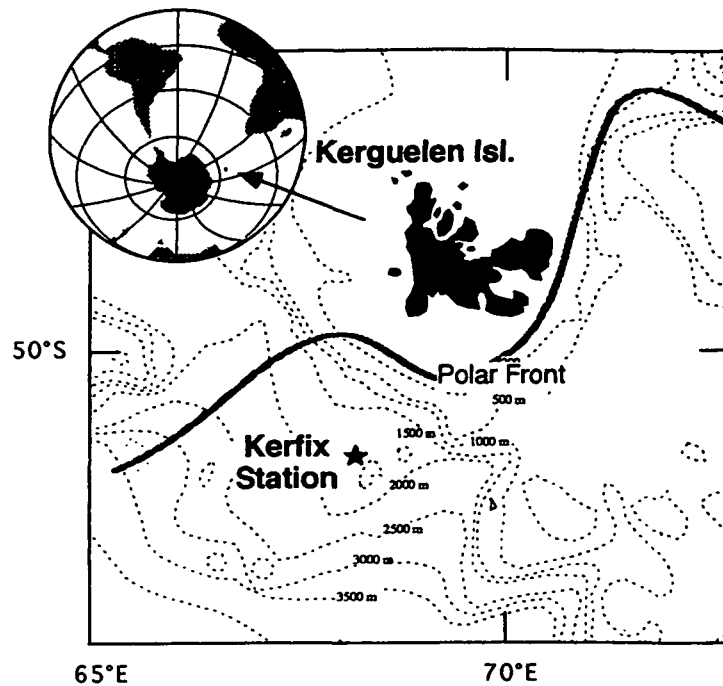 Kerguelen Isl.
50°S
Polar Front
500 m
1500 m
1000 m
Kerfix
Station
2000 m
2500 m
3000 m
3500 m
65°E
70°E